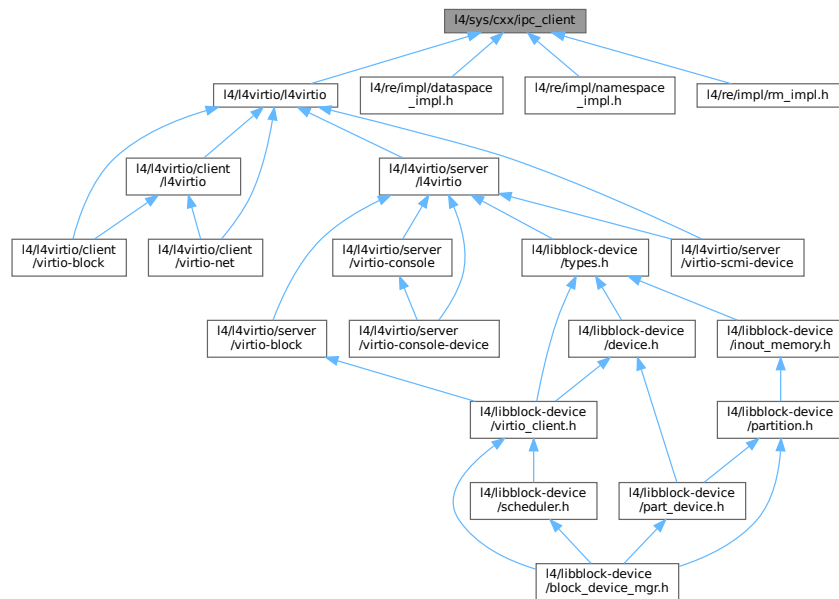 l4/sys/cxx/ipc_client
l4/l4virtio/l4virtio
l4/re/impl/dataspace
_impl.h
l4/re/impl/namespace
_impl.h
l4/re/impl/rm_impl.h
l4/l4virtio/client
/l4virtio
l4/l4virtio/server
/l4virtio
l4/l4virtio/client
/virtio-block
l4/l4virtio/client
/virtio-net
l4/l4virtio/server
/virtio-console
l4/libblock-device
/types.h
l4/l4virtio/server
/virtio-scmi-device
l4/l4virtio/server
/virtio-block
l4/l4virtio/server
/virtio-console-device
l4/libblock-device
/device.h
l4/libblock-device
/inout_memory.h
l4/libblock-device
/virtio_client.h
l4/libblock-device
/partition.h
l4/libblock-device
/scheduler.h
l4/libblock-device
/part_device.h
l4/libblock-device
/block_device_mgr.h